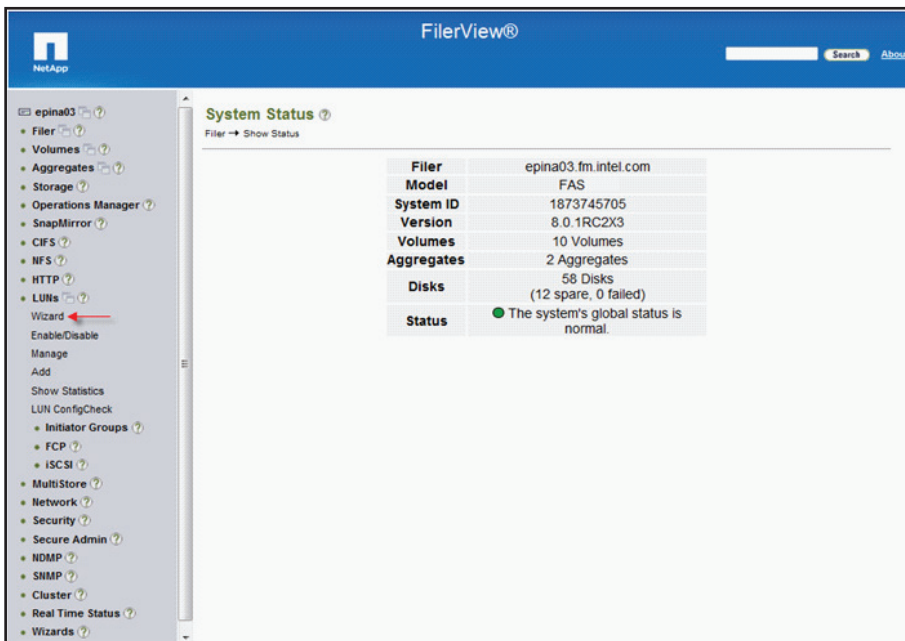 FilerView®
NetApp
Search
epina03
Filer
Volumes
Aggregates
Storage
Operations Manager
SnapMirror
CIFS
NFS
HTTP
LUNs
Wizard
Enable/Disable
Manage
Add
Show Statistics
LUN ConfigCheck
Initiator Groups
FCP
iSCSI
MultiStore
Network
Security
Secure Admin
NDMP
SNMP
Cluster
Real Time Status
Wizards
System Status
Filer → Show Status
Filer epina03.fm.intel.com
Model FAS
System ID 1873745705
Version 8.0.1RC2X3
Volumes 10 Volumes
Aggregates 2 Aggregates
Disks 58 Disks
(12 spare, 0 failed)
Status The system's global status is
normal.